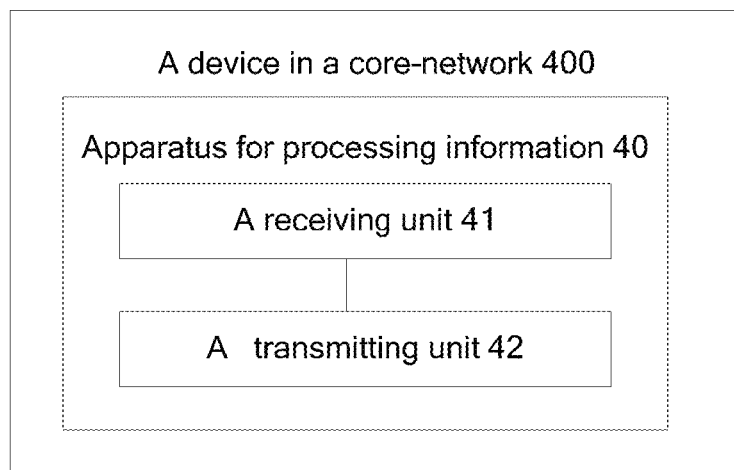 A device in a core-network 400
Apparatus for processing information 40
A receiving unit 41
A transmitting unit 42